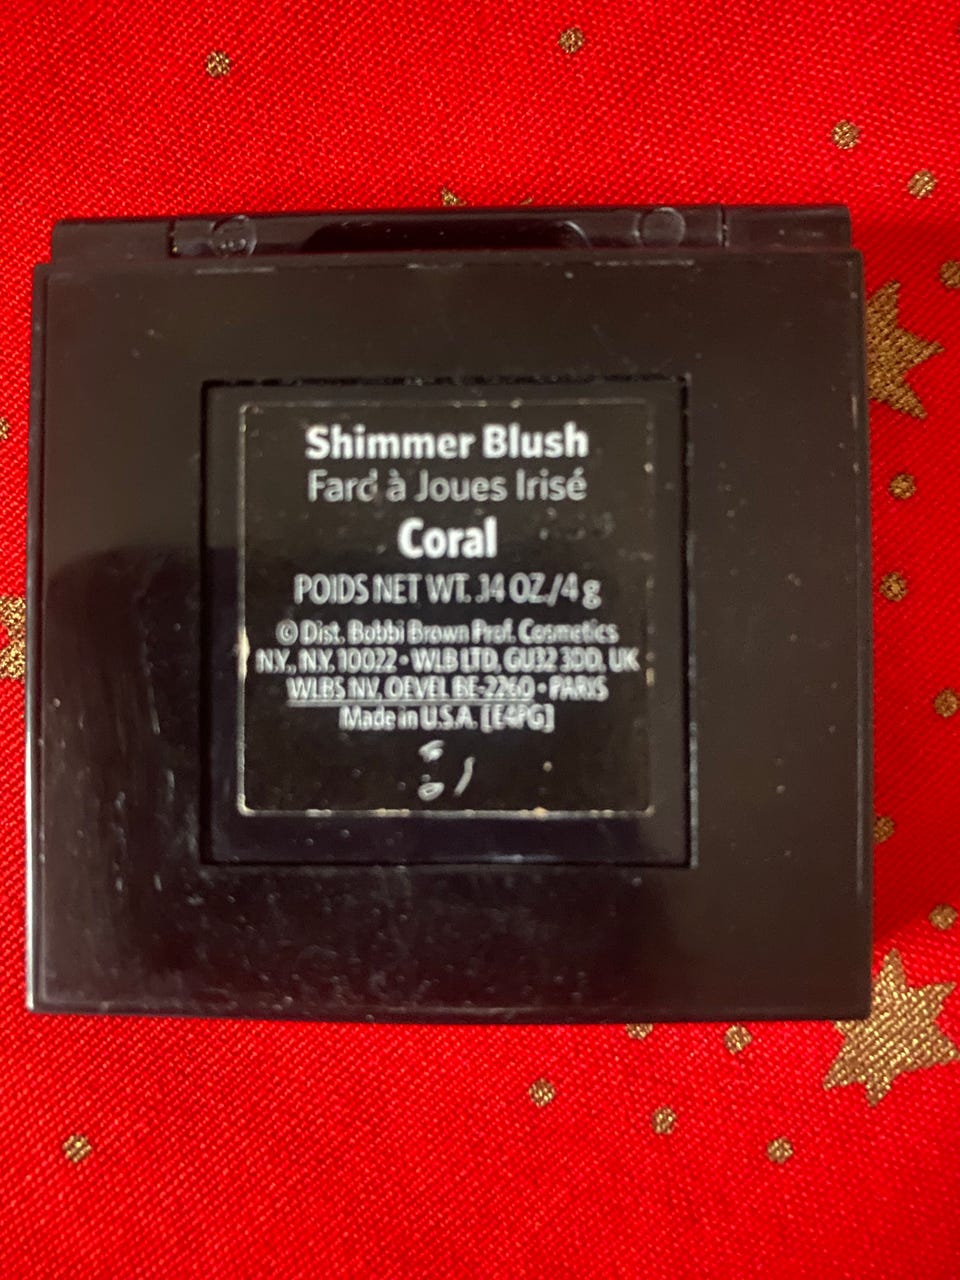 Shimmer Blush
Fard à Joues Irisé
Coral
POIDS NET WT. .14 OZ./4 g
© Dist. Bobbi Brown Prof. Cosmetics
N.Y., N.Y. 10022 • WLB LTD, GU32 3DD, UK
WLBS NV, OEVEL BE-2260 • PARIS
Made in U.S.A. [E4PG]